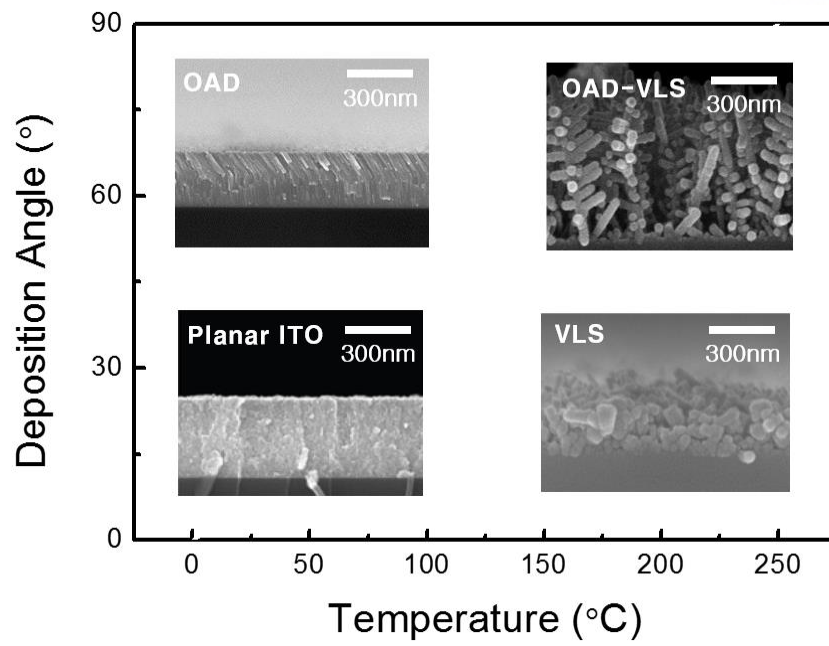 90
OAD
300nm
OAD-VLS
300nm
60
Deposition Angle (°)
Planar ITO
300nm
VLS
300nm
30
0
0 50 100 150 200 250
Temperature (°C)